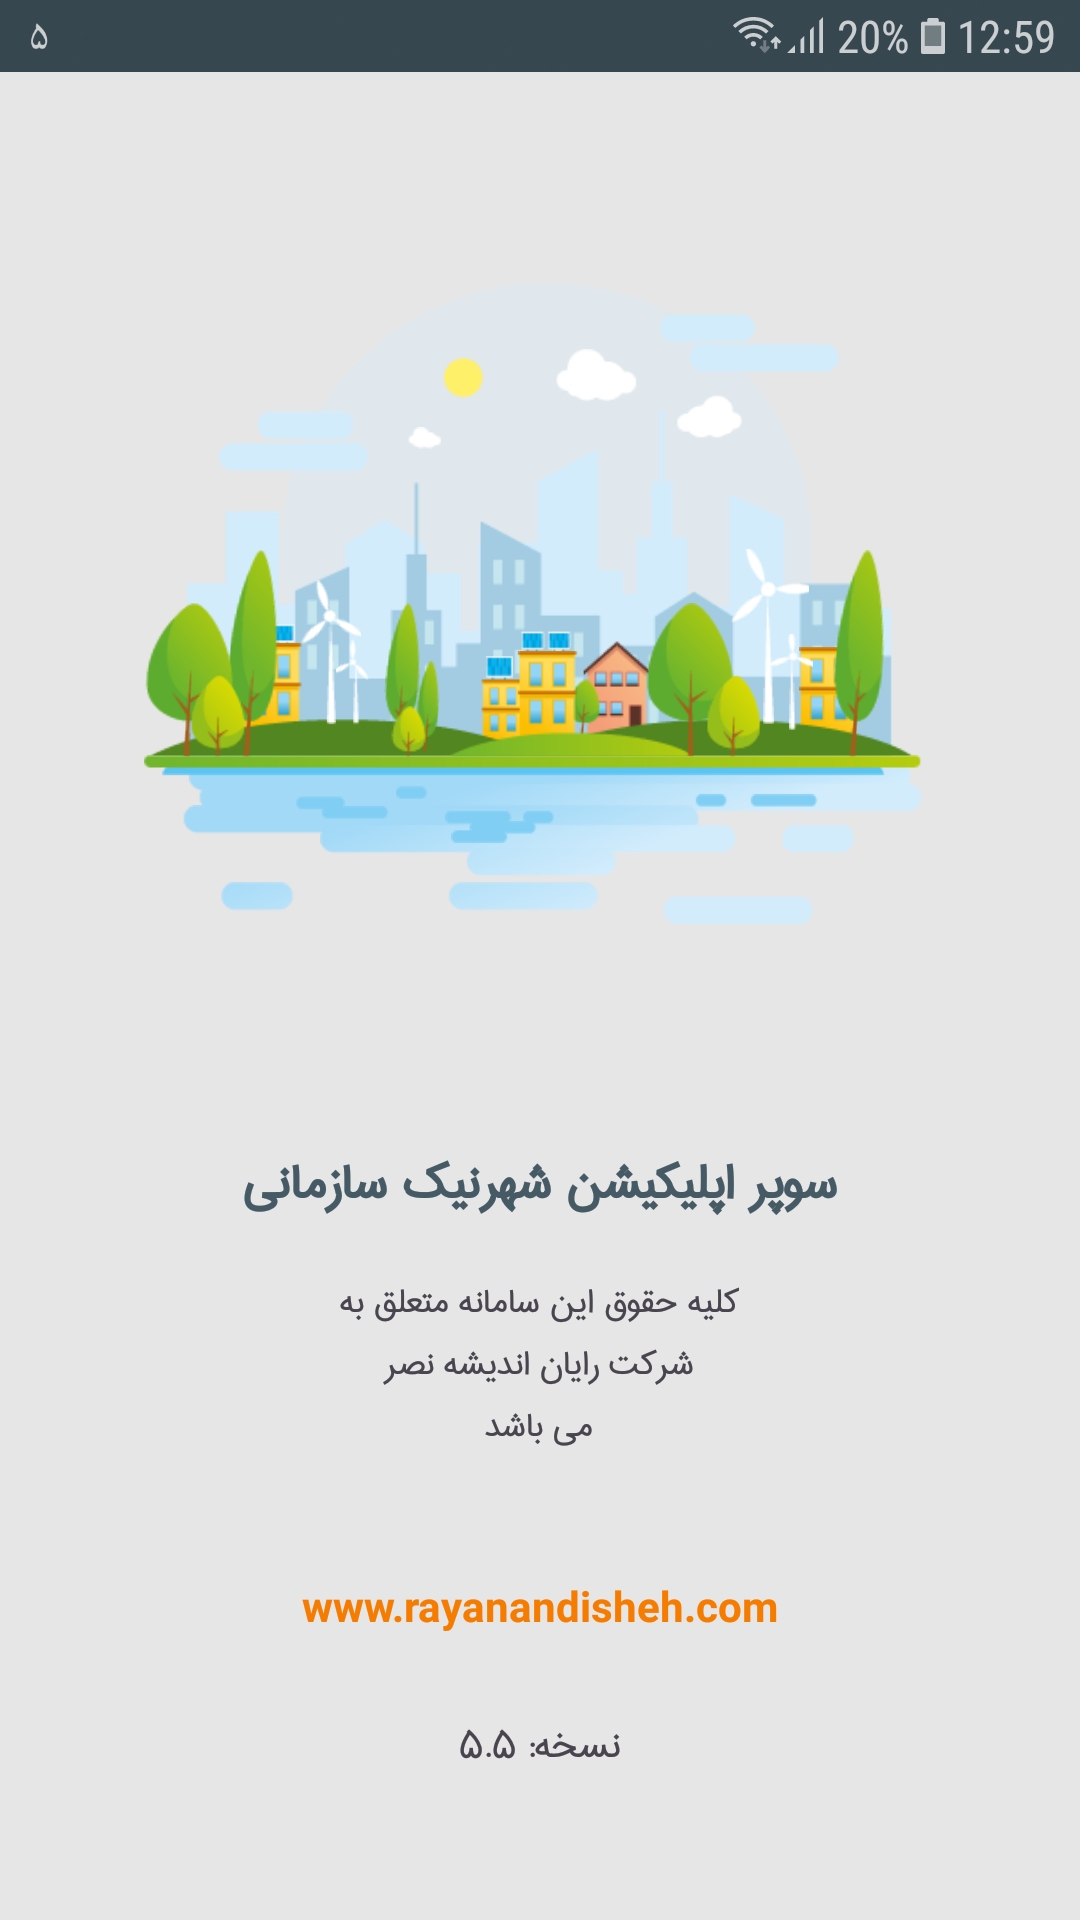 ۵ 20% 12:59
سوپر اپلیکیشن شهرنیک سازمانی
کلیه حقوق این سامانه متعلق به
شرکت رایان اندیشه نصر
می باشد
www.rayanandisheh.com
نسخه: ۵.۵